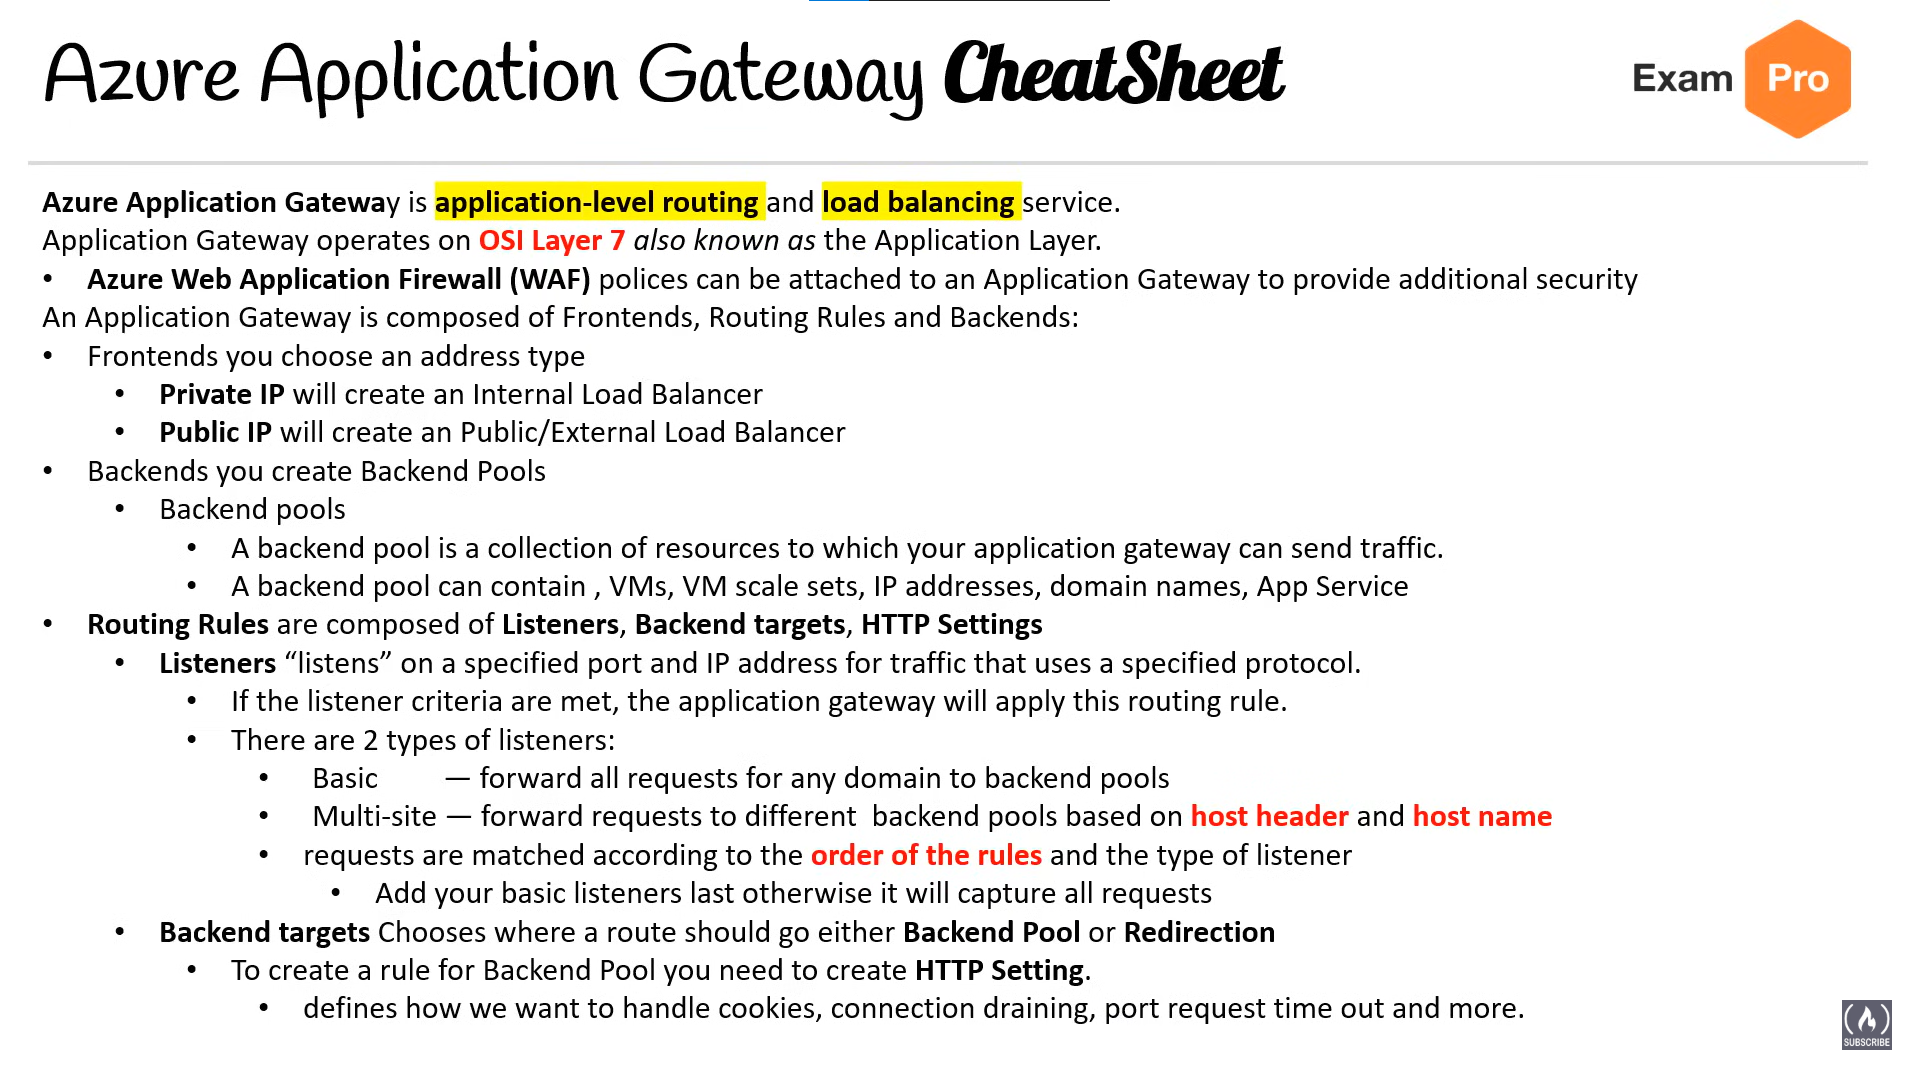 Azure Application Gateway CheatSheet
Exam Pro
Azure Application Gateway is application-level routing and load balancing service.
Application Gateway operates on OSI Layer 7 also known as the Application Layer.
• Azure Web Application Firewall (WAF) polices can be attached to an Application Gateway to provide additional security
An Application Gateway is composed of Frontends, Routing Rules and Backends:
• Frontends you choose an address type
• Private IP will create an Internal Load Balancer
• Public IP will create an Public/External Load Balancer
• Backends you create Backend Pools
• Backend pools
• A backend pool is a collection of resources to which your application gateway can send traffic.
• A backend pool can contain , VMs, VM scale sets, IP addresses, domain names, App Service
• Routing Rules are composed of Listeners, Backend targets, HTTP Settings
• Listeners “listens” on a specified port and IP address for traffic that uses a specified protocol.
• If the listener criteria are met, the application gateway will apply this routing rule.
• There are 2 types of listeners:
• Basic — forward all requests for any domain to backend pools
• Multi-site — forward requests to different backend pools based on host header and host name
• requests are matched according to the order of the rules and the type of listener
• Add your basic listeners last otherwise it will capture all requests
• Backend targets Chooses where a route should go either Backend Pool or Redirection
• To create a rule for Backend Pool you need to create HTTP Setting.
• defines how we want to handle cookies, connection draining, port request time out and more.
SUBSCRIBE